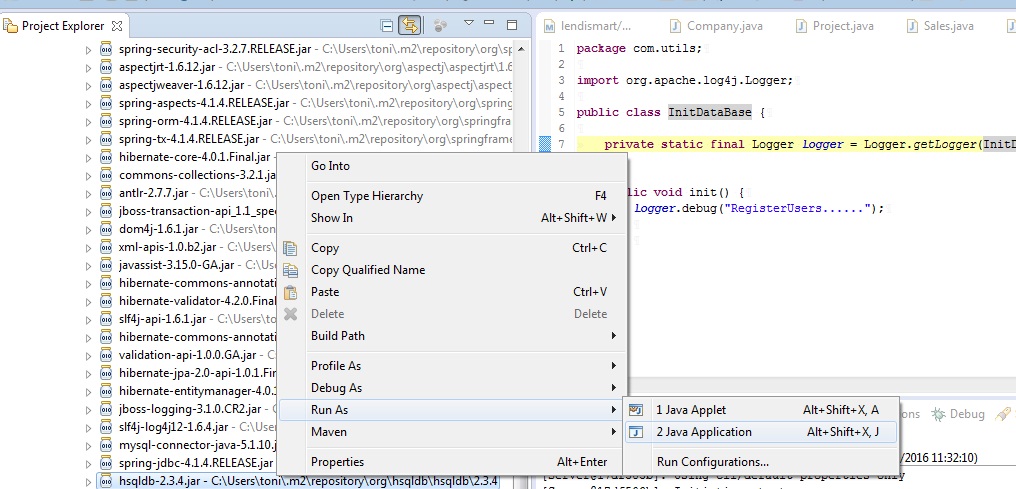 Project Explorer
spring-security-acl-3.2.7.RELEASE.jar - C:\Users\toni\.m2\repository\org\sp
aspectjrt-1.6.12.jar - C:\Users\toni\.m2\repository\org\aspectj\aspectjrt\1.6
aspectjweaver-1.6.12.jar - C:\Users\toni\.m2\repository\org\aspectj\aspectj
spring-aspects-4.1.4.RELEASE.jar - C:\Users\toni\.m2\repository\org\spring
spring-orm-4.1.4.RELEASE.jar - C:\Users\toni\.m2\repository\org\springfram
spring-tx-4.1.4.RELEASE.jar - C:\Users\toni\.m2\repository\org\springframe
hibernate-core-4.0.1.Final.jar -
commons-collections-3.2.1.ja
antlr-2.7.7.jar - C:\Users\toni\.
jboss-transaction-api_1.1_spec
dom4j-1.6.1.jar - C:\Users\toni
xml-apis-1.0.b2.jar - C:\Users
javassist-3.15.0-GA.jar - C:\Us
hibernate-commons-annotati
hibernate-validator-4.2.0.Final
slf4j-api-1.6.1.jar - C:\Users\to
hibernate-commons-annotati
validation-api-1.0.0.GA.jar - C
hibernate-jpa-2.0-api-1.0.1.Fin
hibernate-entitymanager-4.0.1
jboss-logging-3.1.0.CR2.jar - C
slf4j-log4j12-1.6.4.jar - C:\User
mysql-connector-java-5.1.10.j
spring-jdbc-4.1.4.RELEASE.jar
hsqldb-2.3.4.jar - C:\Users\toni\.m2\repository\hsqldb\hsqldb\2.3.4
Go Into
Open Type Hierarchy F4
Show In Alt+Shift+W
Copy Ctrl+C
Copy Qualified Name
Paste Ctrl+V
Delete Delete
Build Path
Profile As
Debug As
Run As
Maven
Properties Alt+Enter
1 Java Applet Alt+Shift+X, A
2 Java Application Alt+Shift+X, J
Run Configurations...
lendismart/... Company.java Project.java Sales.java
1 package com.utils;
2
3 import org.apache.log4j.Logger;
4
5 public class InitDataBase {
6
7 private static final Logger logger = Logger.getLogger(InitD
lic void init() {
logger.debug("RegisterUsers......");
ons Debug
/2016 11:32:10)